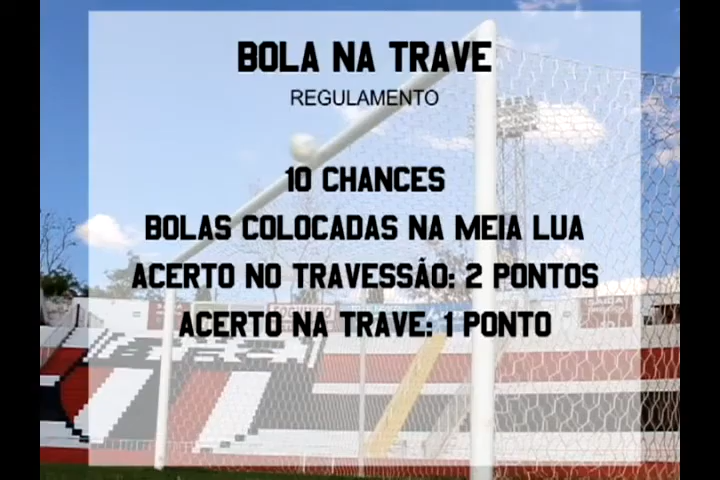 BOLA NA TRAVE
REGULAMENTO
10 CHANCES
BOLAS COLOCADAS NA MEIA LUA
ACERTO NO TRAVESSÃO: 2 PONTOS
ACERTO NA TRAVE: 1 PONTO